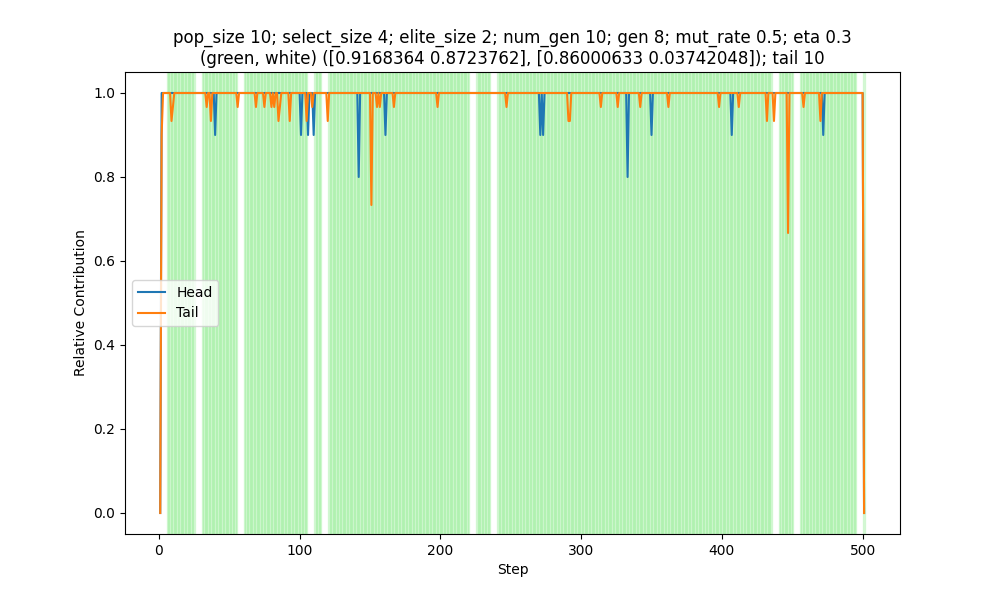 pop_size 10; select_size 4; elite_size 2; num_gen 10; gen 8; mut_rate 0.5; eta 0.3
(green, white) ([0.9168364 0.8723762], [0.86000633 0.03742048]); tail 10
1.0
0.8
0.6
0.4
0.2
0.0
Relative Contribution
Head
Tail
0
100
200
300
400
500
Step